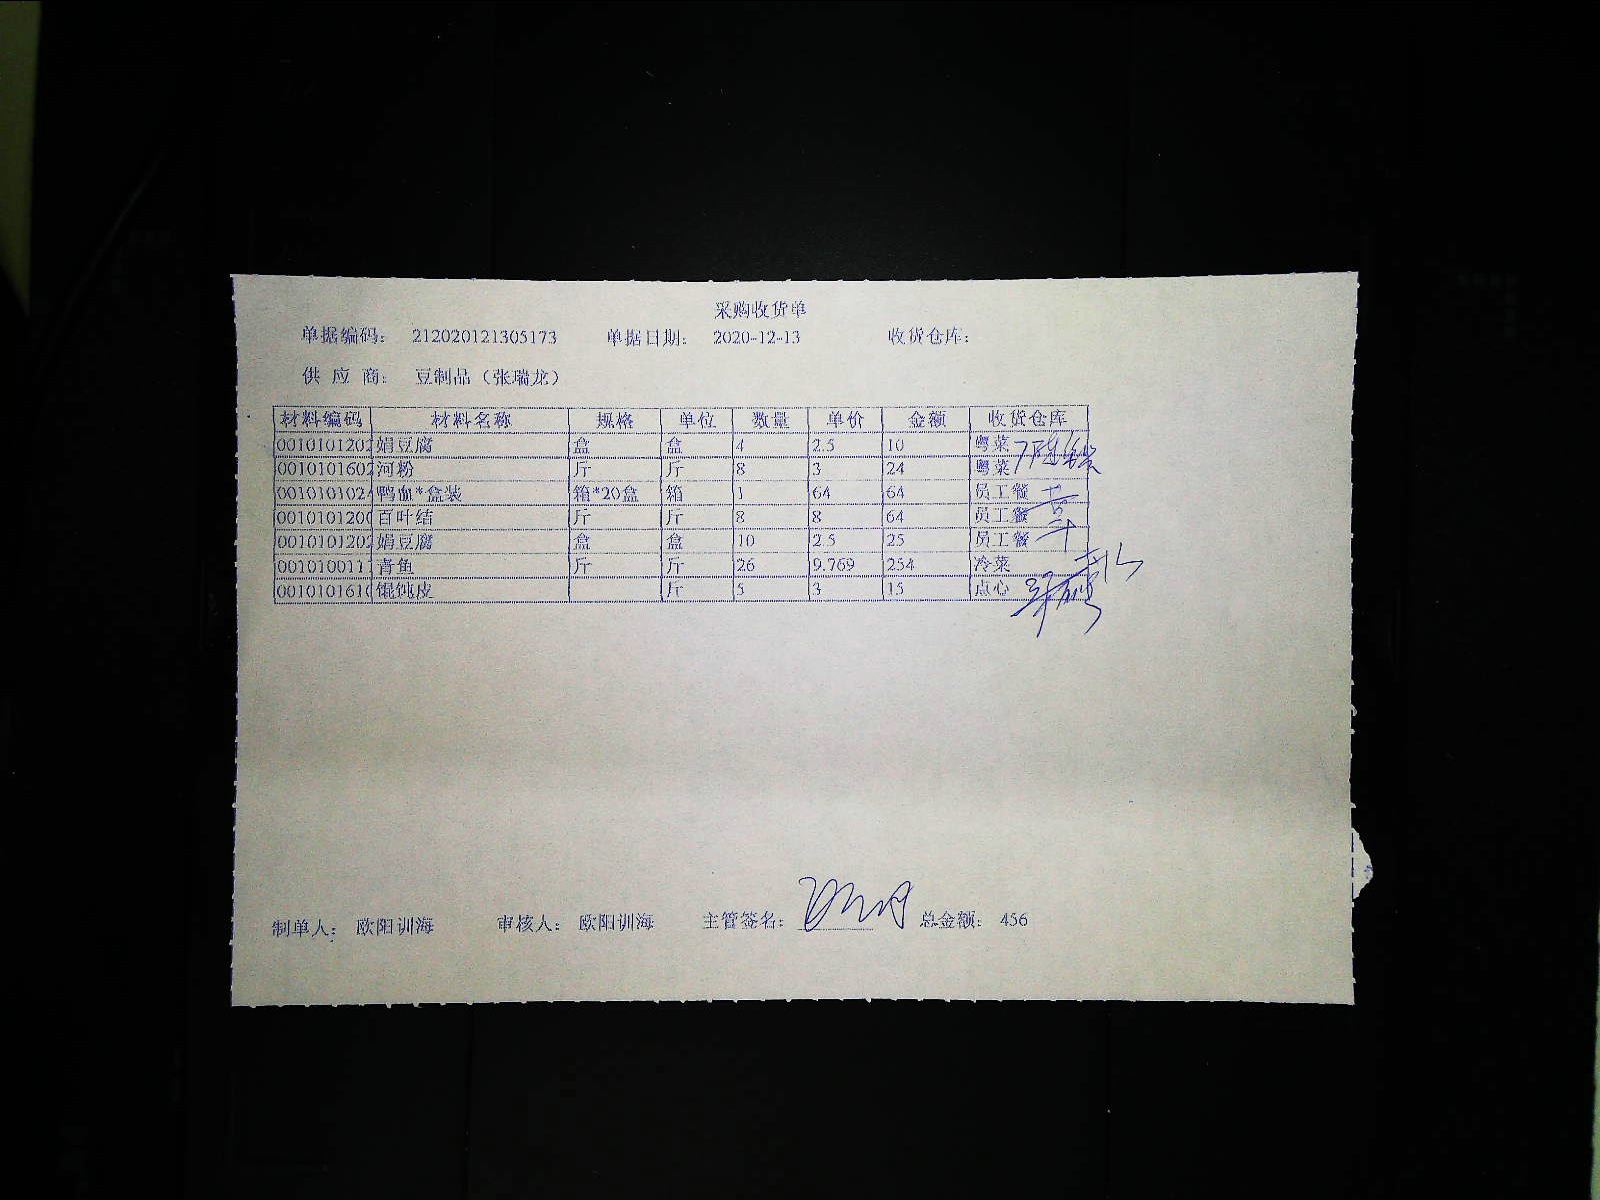 采购收货单
单据编码： 212020121305173 单据日期： 2020-12-13 收货仓库：
供 应 商： 豆制品（张瑞龙）
材料编码 材料名称 规格 单位 数量 单价 金额 收货仓库
0010101202 娟豆腐 盒 盒 4 2.5 10 粤菜
0010101602 河粉 斤 斤 8 3 24 粤菜
001010102 鸭血*盒装 箱*20盒 箱 1 64 64 员工餐
001010120 百叶结 斤 斤 8 8 64 员工餐
0010101202 娟豆腐 盒 盒 10 2.5 25 员工餐
001010011 青鱼 斤 斤 26 9.769 254 冷菜
001010161 馄饨皮 斤 5 3 15 点心
制单人： 欧阳训海 审核人： 欧阳训海 主管签名： 总金额： 456